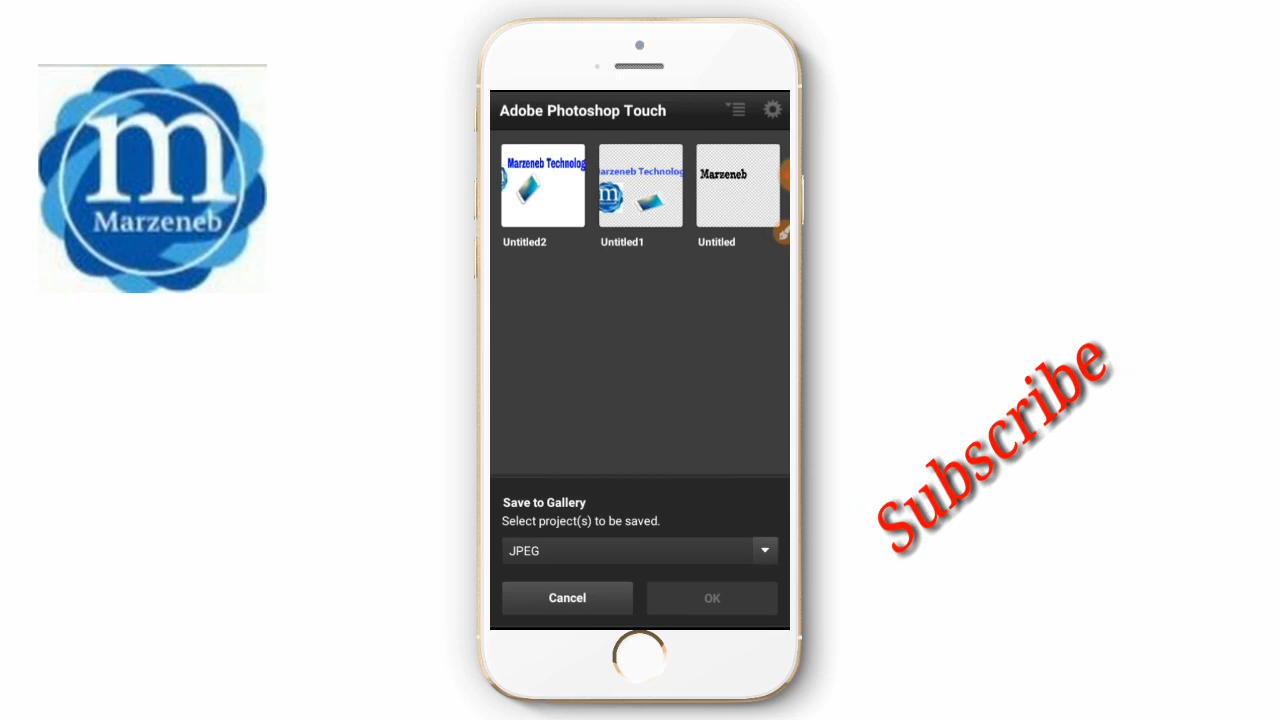 m
Marzeneb
Adobe Photoshop Touch
Marzeneb Technolog
arzeneb Technolog
m
Marzeneb
Untitled2
Untitled1
Untitled
Save to Gallery
Select project(s) to be saved.
JPEG
Cancel
OK
Subscribe